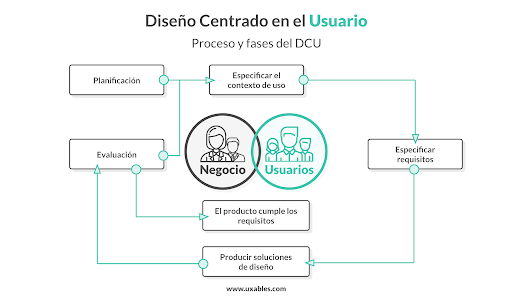 Diseño Centrado en el Usuario
Proceso y fases del DCU
Planificación
Especificar el
contexto de uso
Evaluación
Negocio
Usuarios
Especificar
requisitos
El producto cumple los
requisitos
Producir soluciones
de diseño
www.uxables.com